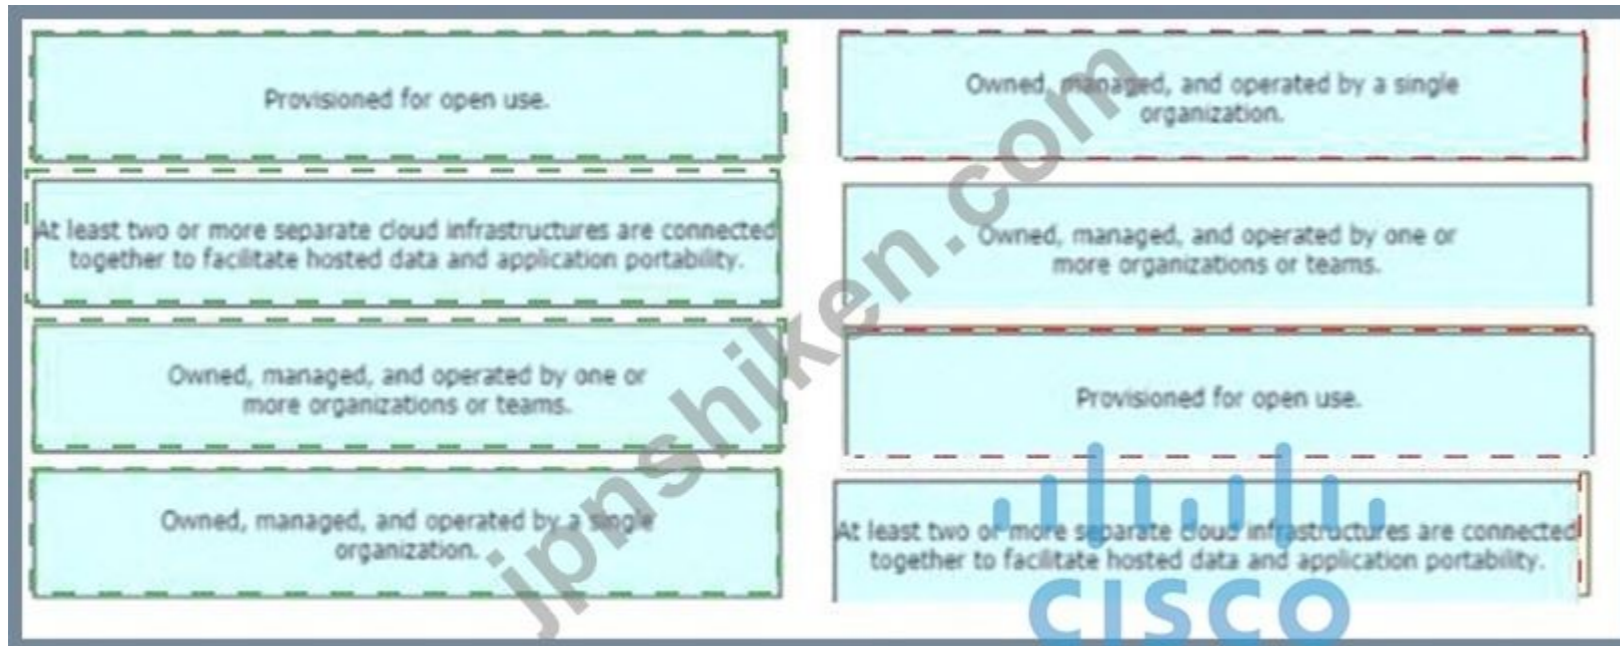 Provisioned for open use.
At least two or more separate cloud infrastructures are connected
together to facilitate hosted data and application portability.
Owned, managed, and operated by one or
more organizations or teams.
Owned, managed, and operated by a single
organization.
Owned, managed, and operated by a single
organization.
Owned, managed, and operated by one or
more organizations or teams.
Provisioned for open use.
At least two or more separate cloud infrastructures are connected
together to facilitate hosted data and application portability.
jpnshiken.com
CISCO